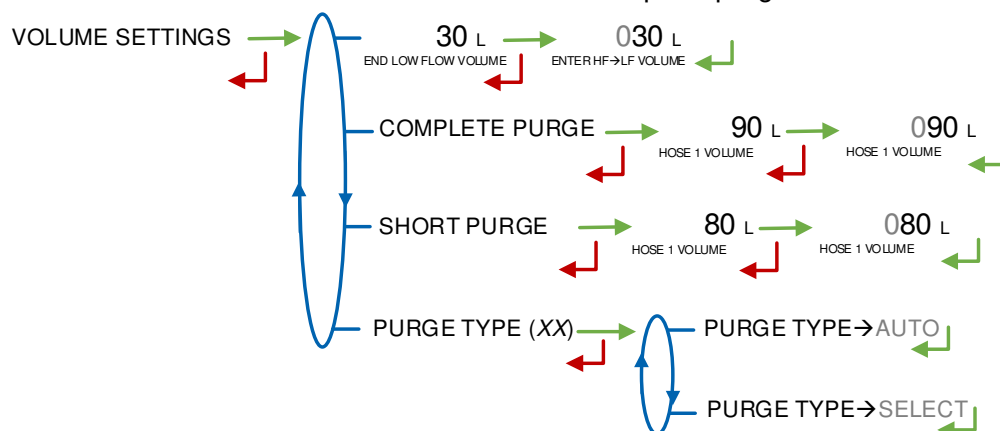 VOLUME SETTINGS
30 L
END LOW FLOW VOLUME
030 L
ENTER HF→LF VOLUME
COMPLETE PURGE
90 L
HOSE 1 VOLUME
090 L
HOSE 1 VOLUME
SHORT PURGE
80 L
HOSE 1 VOLUME
080 L
HOSE 1 VOLUME
PURGE TYPE (XX)
PURGE TYPE→AUTO
PURGE TYPE→SELECT